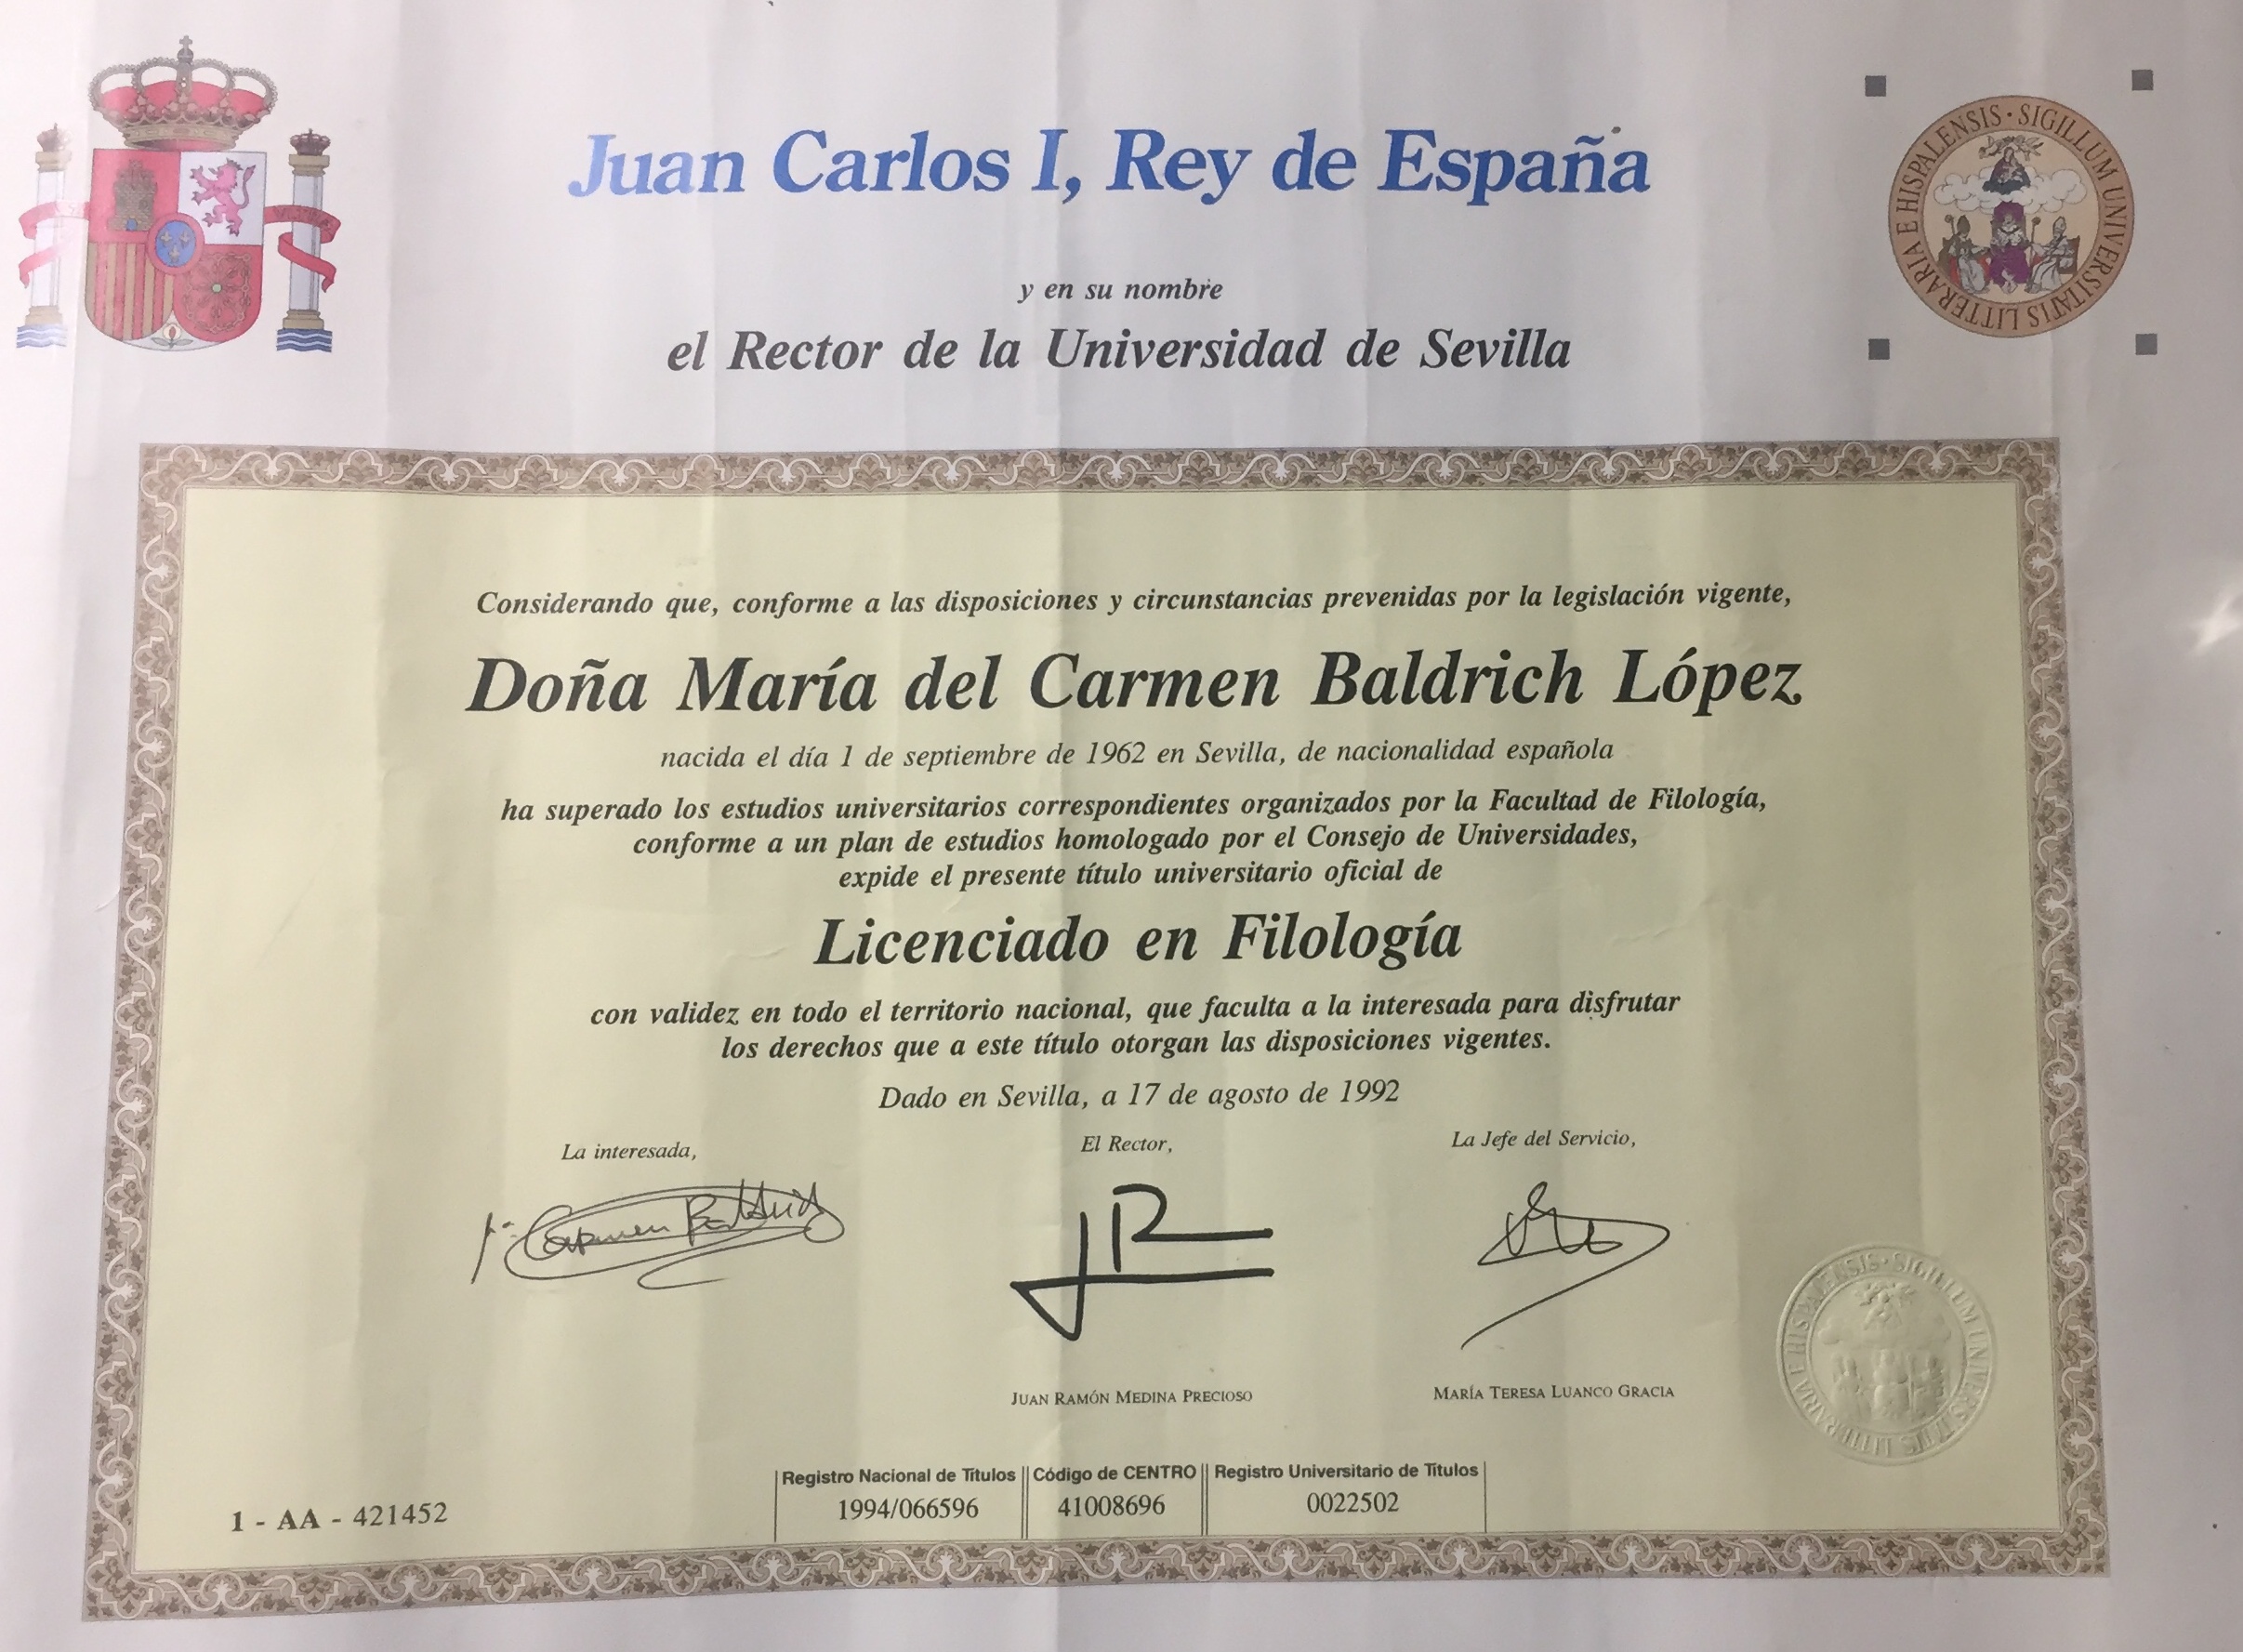 Juan Carlos I, Rey de España
SIGILLUM UNIVERSITATIS LITTERARIAE HISPALENSIS
y en su nombre
el Rector de la Universidad de Sevilla
Considerando que, conforme a las disposiciones y circunstancias prevenidas por la legislación vigente,
Doña María del Carmen Baldrich López
nacida el día 1 de septiembre de 1962 en Sevilla, de nacionalidad española
ha superado los estudios universitarios correspondientes organizados por la Facultad de Filología,
conforme a un plan de estudios homologado por el Consejo de Universidades,
expide el presente título universitario oficial de
Licenciado en Filología
con validez en todo el territorio nacional, que faculta a la interesada para disfrutar
los derechos que a este título otorgan las disposiciones vigentes.
Dado en Sevilla, a 17 de agosto de 1992
La interesada,
El Rector,
La Jefe del Servicio,
Carmen Baldrich
JUAN RAMÓN MEDINA PRECIOSO
MARÍA TERESA LUANCO GRACIA
SIGILLUM UNIVERSITATIS LITTERARIAE HISPALENSIS
Registro Nacional de Títulos
Código de CENTRO
Registro Universitario de Títulos
1994/066596
41008696
0022502
1 - AA - 421452